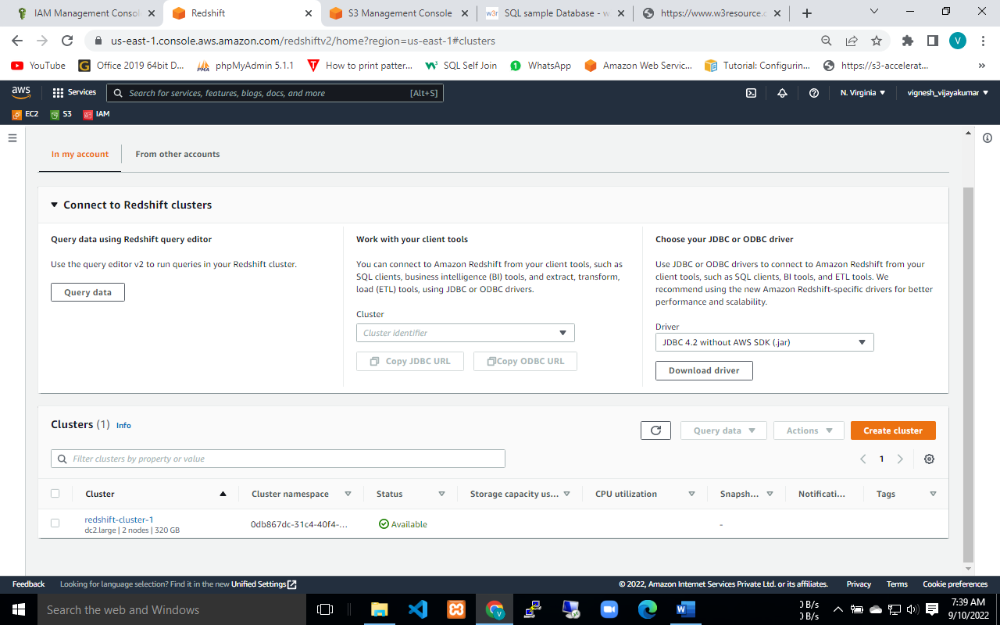 IAM Management Consol
Redshift
S3 Management Console
w3r
SQL sample Database - w
https://www.w3resource.c
us-east-1.console.aws.amazon.com/redshiftv2/home?region=us-east-1#clusters
V
YouTube
Office 2019 64bit D...
phpMyAdmin 5.1.1
How to print patter...
SQL Self Join
WhatsApp
Amazon Web Servic...
Tutorial: Configurin...
https://s3-accelerat...
»
aws
Services
Search for services, features, blogs, docs, and more
[Alt+S]
N. Virginia
vignesh_vijayakumar
EC2
S3
IAM
In my account
From other accounts
Connect to Redshift clusters
Query data using Redshift query editor
Use the query editor v2 to run queries in your Redshift cluster.
Query data
Work with your client tools
You can connect to Amazon Redshift from your client tools, such as
SQL clients, business intelligence (BI) tools, and extract, transform,
load (ETL) tools, using JDBC or ODBC drivers.
Cluster
Cluster identifier
Copy JDBC URL
Copy ODBC URL
Choose your JDBC or ODBC driver
Use JDBC or ODBC drivers to connect to Amazon Redshift from your
client tools, such as SQL clients, BI tools, and ETL tools. We
recommend using the new Amazon Redshift-specific drivers for better
performance and scalability.
Driver
JDBC 4.2 without AWS SDK (.jar)
Download driver
Clusters (1) Info
Query data
Actions
Create cluster
Filter clusters by property or value
1
Cluster
Cluster namespace
Status
Storage capacity us...
CPU utilization
Snapsh...
Notificati...
Tags
redshift-cluster-1
dc2.large | 2 nodes | 320 GB
0db867dc-31c4-40f4-...
Available
-
Feedback
Looking for language selection? Find it in the new Unified Settings
© 2022, Amazon Internet Services Private Ltd. or its affiliates.
Privacy
Terms
Cookie preferences
Search the web and Windows
0 B/s
0 B/s
7:39 AM
9/10/2022